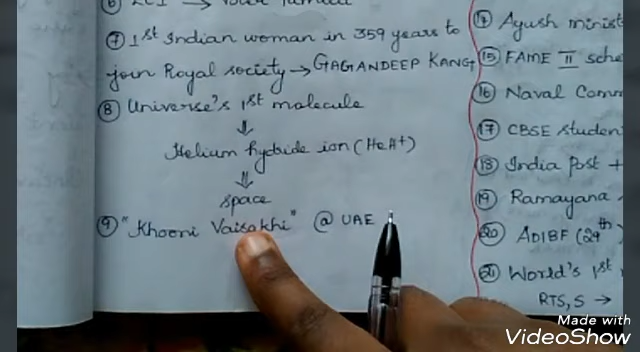 ⑦ 1st Indian woman in 359 years to
join Royal society → GAGANDEEP KANG
⑧ Universe's 1st molecule
⇓
Helium hydride ion (HeH+)
⇓
space
⑨ "Khooni Vaisakhi" @ UAE
⑭ Ayush minist
⑮ FAME II sche
⑯ Naval Com
⑰ CBSE studen
⑱ India Post +
⑲ Ramayana
⑳ ADIBF (29th
㉑ World's 1st
RTS,S →
Made with
VideoShow